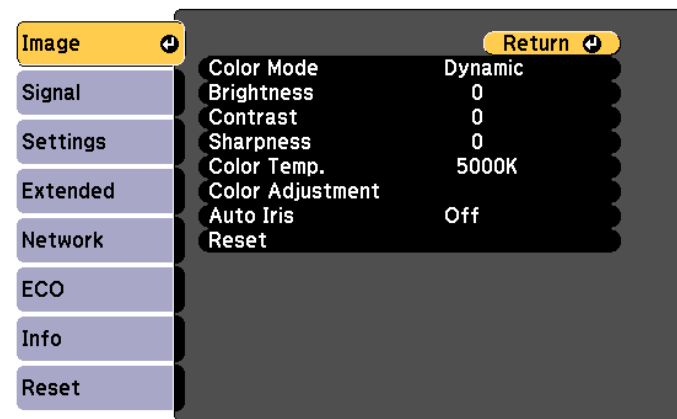 Image
Signal
Settings
Extended
Network
ECO
Info
Reset
Return
Color Mode Dynamic
Brightness 0
Contrast 0
Sharpness 0
Color Temp. 5000K
Color Adjustment
Auto Iris Off
Reset